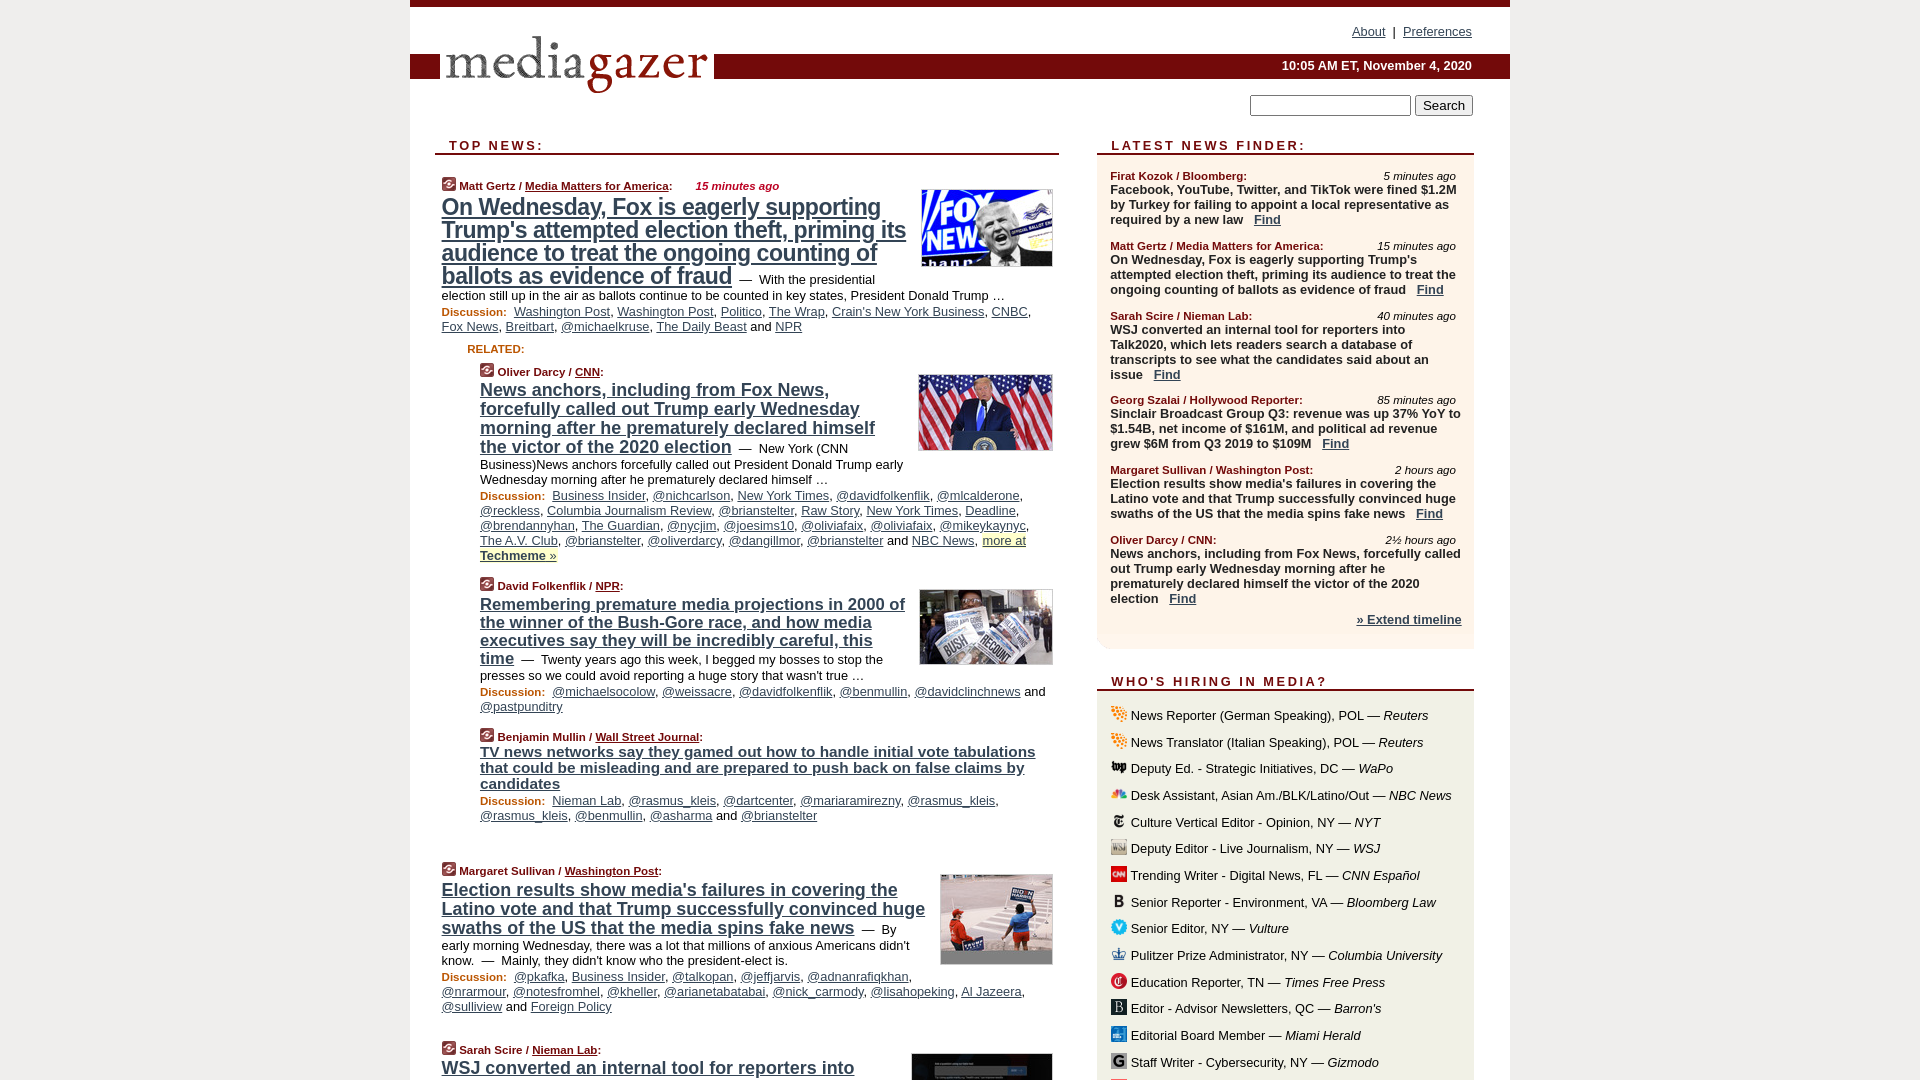 About | Preferences
mediagazer
10:05 AM ET, November 4, 2020
Search
TOP NEWS:
Matt Gertz / Media Matters for America: 15 minutes ago
On Wednesday, Fox is eagerly supporting
Trump's attempted election theft, priming its
audience to treat the ongoing counting of
ballots as evidence of fraud — With the presidential
election still up in the air as ballots continue to be counted in key states, President Donald Trump …
Discussion: Washington Post, Washington Post, Politico, The Wrap, Crain's New York Business, CNBC,
Fox News, Breitbart, @michaelkruse, The Daily Beast and NPR
FOX
NEWS
RELATED:
Oliver Darcy / CNN:
News anchors, including from Fox News,
forcefully called out Trump early Wednesday
morning after he prematurely declared himself
the victor of the 2020 election — New York (CNN
Business)News anchors forcefully called out President Donald Trump early
Wednesday morning after he prematurely declared himself …
Discussion: Business Insider, @nichcarlson, New York Times, @davidfolkenflik, @mlcalderone,
@reckless, Columbia Journalism Review, @brianstelter, Raw Story, New York Times, Deadline,
@brendannyhan, The Guardian, @nycjim, @joesims10, @oliviafaix, @oliviafaix, @mikeykaynyc,
The A.V. Club, @brianstelter, @oliverdarcy, @dangillmor, @brianstelter and NBC News, more at
Techmeme »
David Folkenflik / NPR:
Remembering premature media projections in 2000 of
the winner of the Bush-Gore race, and how media
executives say they will be incredibly careful, this
time — Twenty years ago this week, I begged my bosses to stop the
presses so we could avoid reporting a huge story that wasn't true …
Discussion: @michaelsocolow, @weissacre, @davidfolkenflik, @benmullin, @davidclinchnews and
@pastpunditry
BUSH
RECOUNT
Benjamin Mullin / Wall Street Journal:
TV news networks say they gamed out how to handle initial vote tabulations
that could be misleading and are prepared to push back on false claims by
candidates
Discussion: Nieman Lab, @rasmus_kleis, @dartcenter, @mariaramirezny, @rasmus_kleis,
@rasmus_kleis, @benmullin, @asharma and @brianstelter
Margaret Sullivan / Washington Post:
Election results show media's failures in covering the
Latino vote and that Trump successfully convinced huge
swaths of the US that the media spins fake news — By
early morning Wednesday, there was a lot that millions of anxious Americans didn't
know. — Mainly, they didn't know who the president-elect is.
Discussion: @pkafka, Business Insider, @talkopan, @jeffjarvis, @adnanrafiqkhan,
@nrarmour, @notesfromhel, @kheller, @arianetabatabai, @nick_carmody, @lisahopeking, Al Jazeera,
@sulliview and Foreign Policy
BIDEN
TRUMP
Sarah Scire / Nieman Lab:
WSJ converted an internal tool for reporters into
LATEST NEWS FINDER:
Firat Kozok / Bloomberg: 5 minutes ago
Facebook, YouTube, Twitter, and TikTok were fined $1.2M
by Turkey for failing to appoint a local representative as
required by a new law Find
Matt Gertz / Media Matters for America: 15 minutes ago
On Wednesday, Fox is eagerly supporting Trump's
attempted election theft, priming its audience to treat the
ongoing counting of ballots as evidence of fraud Find
Sarah Scire / Nieman Lab: 40 minutes ago
WSJ converted an internal tool for reporters into
Talk2020, which lets readers search a database of
transcripts to see what the candidates said about an
issue Find
Georg Szalai / Hollywood Reporter: 85 minutes ago
Sinclair Broadcast Group Q3: revenue was up 37% YoY to
$1.54B, net income of $161M, and political ad revenue
grew $6M from Q3 2019 to $109M Find
Margaret Sullivan / Washington Post: 2 hours ago
Election results show media's failures in covering the
Latino vote and that Trump successfully convinced huge
swaths of the US that the media spins fake news Find
Oliver Darcy / CNN: 2½ hours ago
News anchors, including from Fox News, forcefully called
out Trump early Wednesday morning after he
prematurely declared himself the victor of the 2020
election Find
» Extend timeline
WHO'S HIRING IN MEDIA?
News Reporter (German Speaking), POL — Reuters
News Translator (Italian Speaking), POL — Reuters
wp Deputy Ed. - Strategic Initiatives, DC — WaPo
Desk Assistant, Asian Am./BLK/Latino/Out — NBC News
T Culture Vertical Editor - Opinion, NY — NYT
WSJ Deputy Editor - Live Journalism, NY — WSJ
CNN Trending Writer - Digital News, FL — CNN Español
B Senior Reporter - Environment, VA — Bloomberg Law
V Senior Editor, NY — Vulture
Pulitzer Prize Administrator, NY — Columbia University
Education Reporter, TN — Times Free Press
B Editor - Advisor Newsletters, QC — Barron's
Editorial Board Member — Miami Herald
G Staff Writer - Cybersecurity, NY — Gizmodo